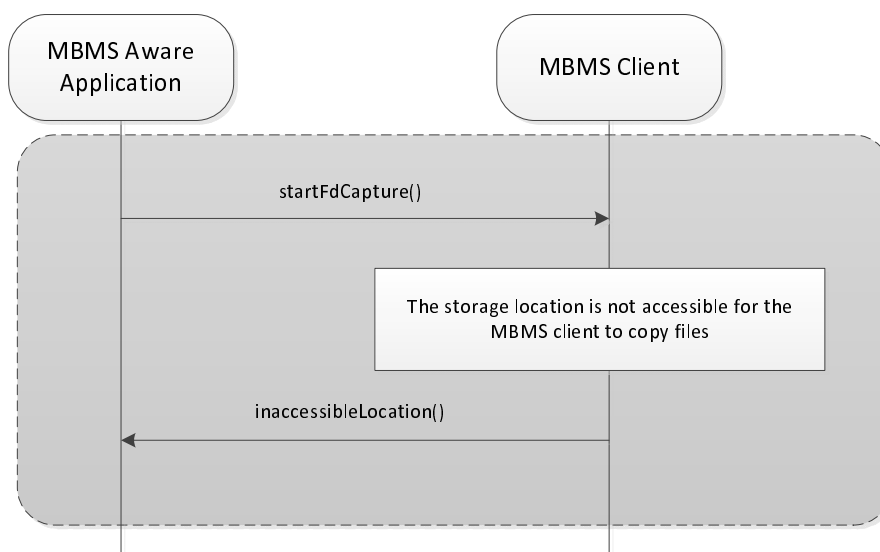 MBMS Aware
Application
MBMS Client
startFdCapture()
The storage location is not accessible for the
MBMS client to copy files
inaccessibleLocation()